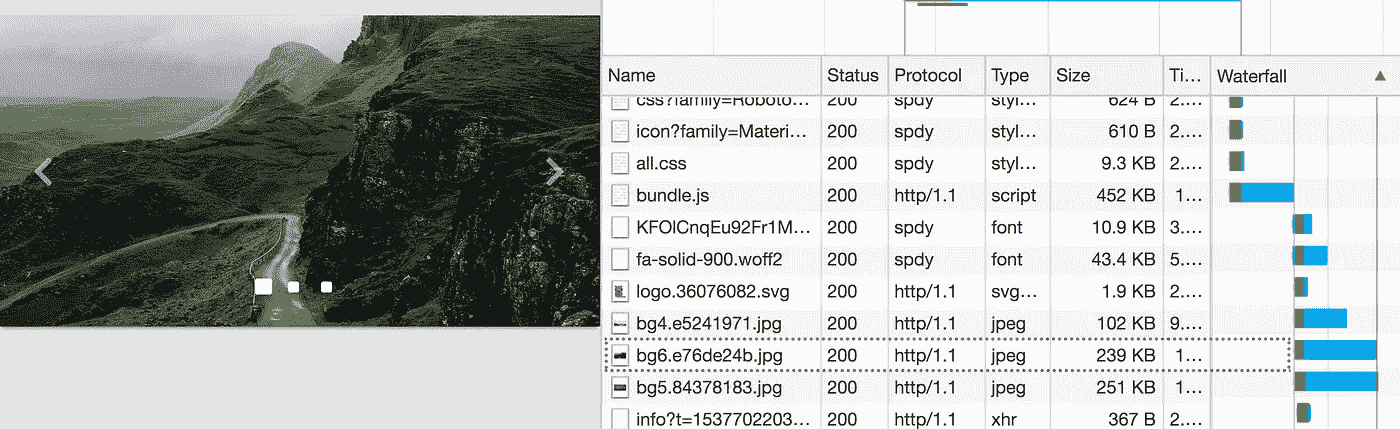 Name Status Protocol Type Size Ti… Waterfall
css?family=Roboto… 200 spdy styl… 624 B 2.…
icon?family=Materi… 200 spdy styl… 610 B 2.…
all.css 200 spdy styl… 9.3 KB 2.…
bundle.js 200 http/1.1 script 452 KB 1…
KFOlCnqEu92Fr1M… 200 spdy font 10.9 KB 3.…
fa-solid-900.woff2 200 spdy font 43.4 KB 5.…
logo.36076082.svg 200 http/1.1 svg… 1.9 KB 2.…
bg4.e5241971.jpg 200 http/1.1 jpeg 102 KB 9.…
bg6.e76de24b.jpg 200 http/1.1 jpeg 239 KB 1…
bg5.84378183.jpg 200 http/1.1 jpeg 251 KB 1…
info?t=1537702203… 200 http/1.1 xhr 367 B 2.…